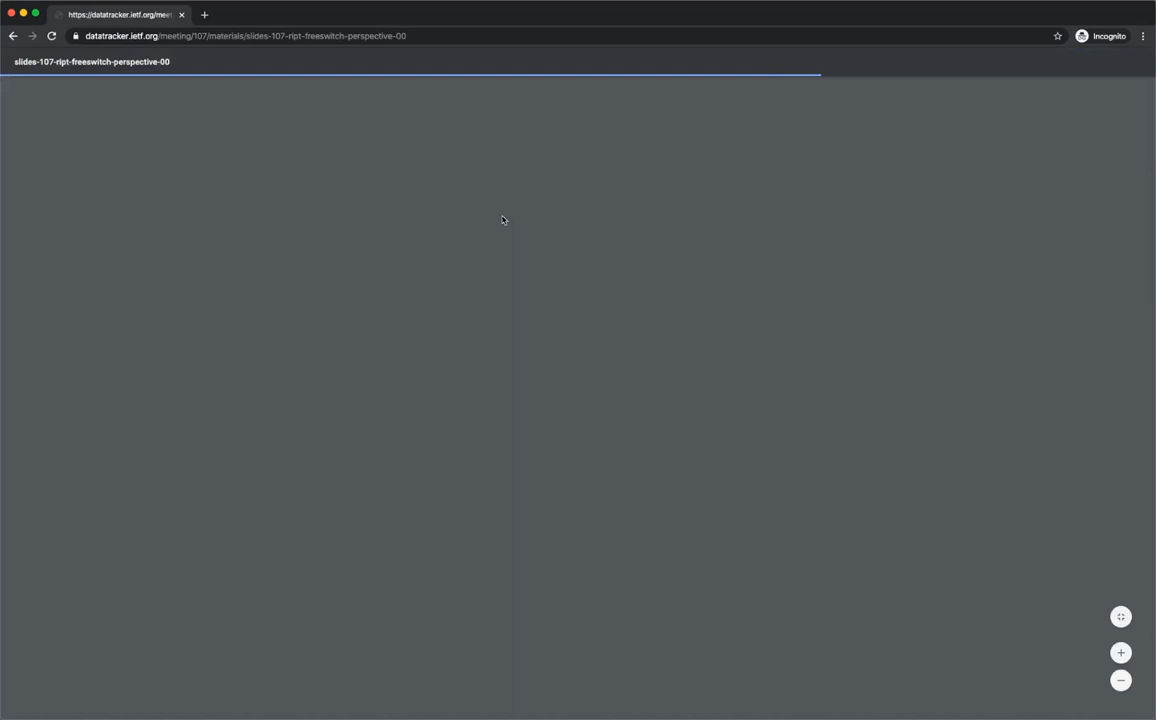 https://datatracker.ietf.org/mee
datatracker.ietf.org/meeting/107/materials/slides-107-ript-freeswitch-perspective-00
Incognito
slides-107-ript-freeswitch-perspective-00